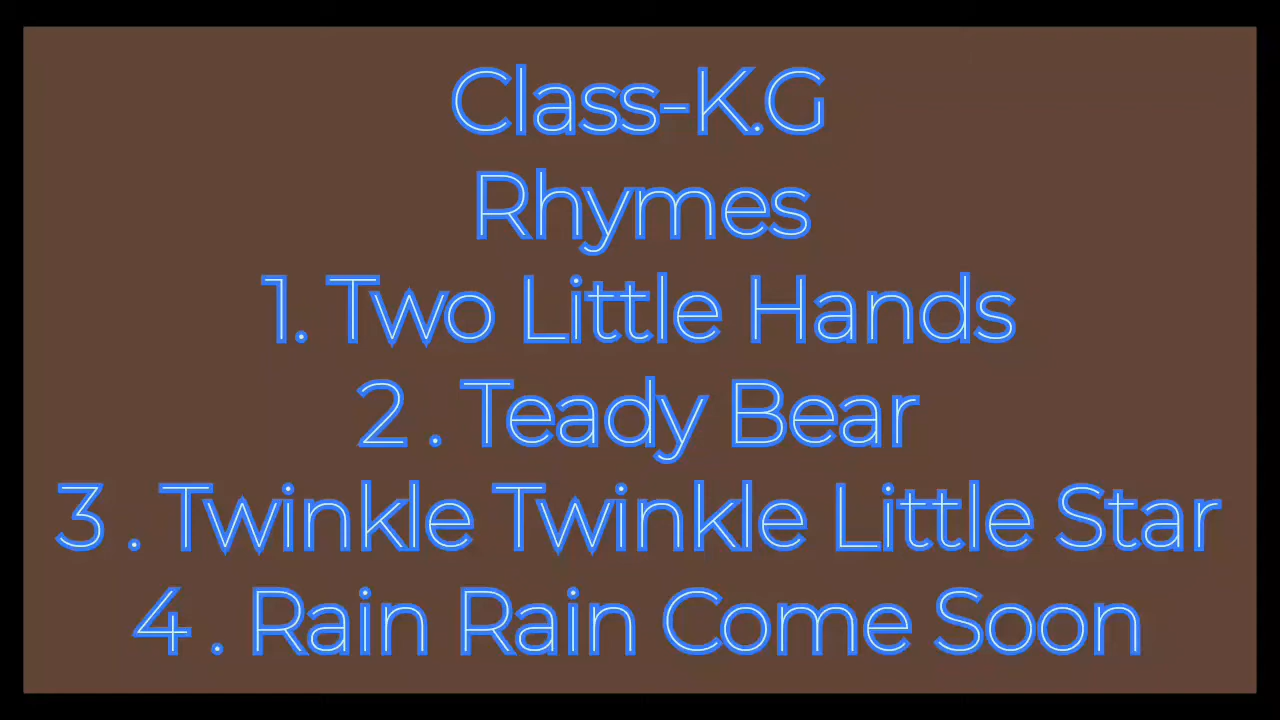 Class-K.G
Rhymes
1. Two Little Hands
2 . Teady Bear
3 . Twinkle Twinkle Little Star
4 . Rain Rain Come Soon